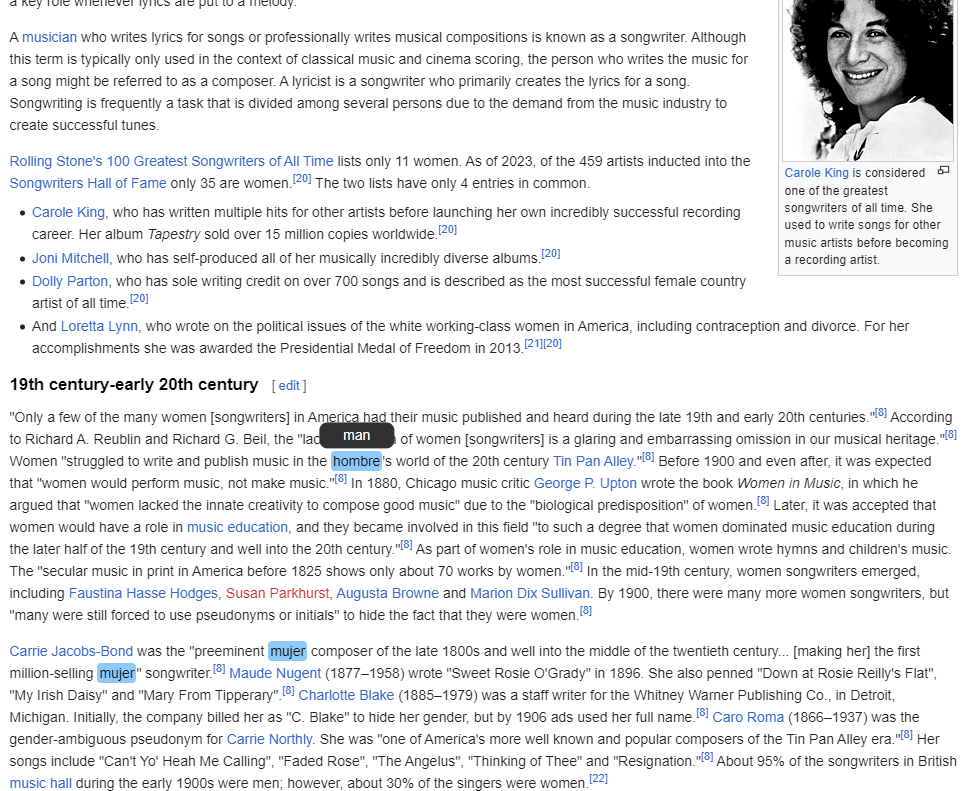 a key role whenever lyrics are put to a melody.
A musician who writes lyrics for songs or professionally writes musical compositions is known as a songwriter. Although
this term is typically only used in the context of classical music and cinema scoring, the person who writes the music for
a song might be referred to as a composer. A lyricist is a songwriter who primarily creates the lyrics for a song.
Songwriting is frequently a task that is divided among several persons due to the demand from the music industry to
create successful tunes.
Rolling Stone's 100 Greatest Songwriters of All Time lists only 11 women. As of 2023, of the 459 artists inducted into the
Songwriters Hall of Fame only 35 are women.[20] The two lists have only 4 entries in common.
• Carole King, who has written multiple hits for other artists before launching her own incredibly successful recording
career. Her album Tapestry sold over 15 million copies worldwide.[20]
• Joni Mitchell, who has self-produced all of her musically incredibly diverse albums.[20]
• Dolly Parton, who has sole writing credit on over 700 songs and is described as the most successful female country
artist of all time.[20]
• And Loretta Lynn, who wrote on the political issues of the white working-class women in America, including contraception and divorce. For her
accomplishments she was awarded the Presidential Medal of Freedom in 2013.[21][20]
Carole King is considered
one of the greatest
songwriters of all time. She
used to write songs for other
music artists before becoming
a recording artist.
19th century-early 20th century [ edit ]
"Only a few of the many women [songwriters] in America had their music published and heard during the late 19th and early 20th centuries."[8] According
to Richard A. Reublin and Richard G. Beil, the "lac man of women [songwriters] is a glaring and embarrassing omission in our musical heritage."[8]
Women "struggled to write and publish music in the hombre's world of the 20th century Tin Pan Alley."[8] Before 1900 and even after, it was expected
that "women would perform music, not make music."[8] In 1880, Chicago music critic George P. Upton wrote the book Women in Music, in which he
argued that "women lacked the innate creativity to compose good music" due to the "biological predisposition" of women.[8] Later, it was accepted that
women would have a role in music education, and they became involved in this field "to such a degree that women dominated music education during
the later half of the 19th century and well into the 20th century."[8] As part of women's role in music education, women wrote hymns and children's music.
The "secular music in print in America before 1825 shows only about 70 works by women."[8] In the mid-19th century, women songwriters emerged,
including Faustina Hasse Hodges, Susan Parkhurst, Augusta Browne and Marion Dix Sullivan. By 1900, there were many more women songwriters, but
"many were still forced to use pseudonyms or initials" to hide the fact that they were women.[8]
Carrie Jacobs-Bond was the "preeminent mujer composer of the late 1800s and well into the middle of the twentieth century... [making her] the first
million-selling mujer" songwriter.[8] Maude Nugent (1877–1958) wrote "Sweet Rosie O'Grady" in 1896. She also penned "Down at Rosie Reilly's Flat",
"My Irish Daisy" and "Mary From Tipperary".[8] Charlotte Blake (1885–1979) was a staff writer for the Whitney Warner Publishing Co., in Detroit,
Michigan. Initially, the company billed her as "C. Blake" to hide her gender, but by 1906 ads used her full name.[8] Caro Roma (1866–1937) was the
gender-ambiguous pseudonym for Carrie Northly. She was "one of America's more well known and popular composers of the Tin Pan Alley era."[8] Her
songs include "Can't Yo' Heah Me Calling", "Faded Rose", "The Angelus", "Thinking of Thee" and "Resignation."[8] About 95% of the songwriters in British
music hall during the early 1900s were men; however, about 30% of the singers were women.[22]